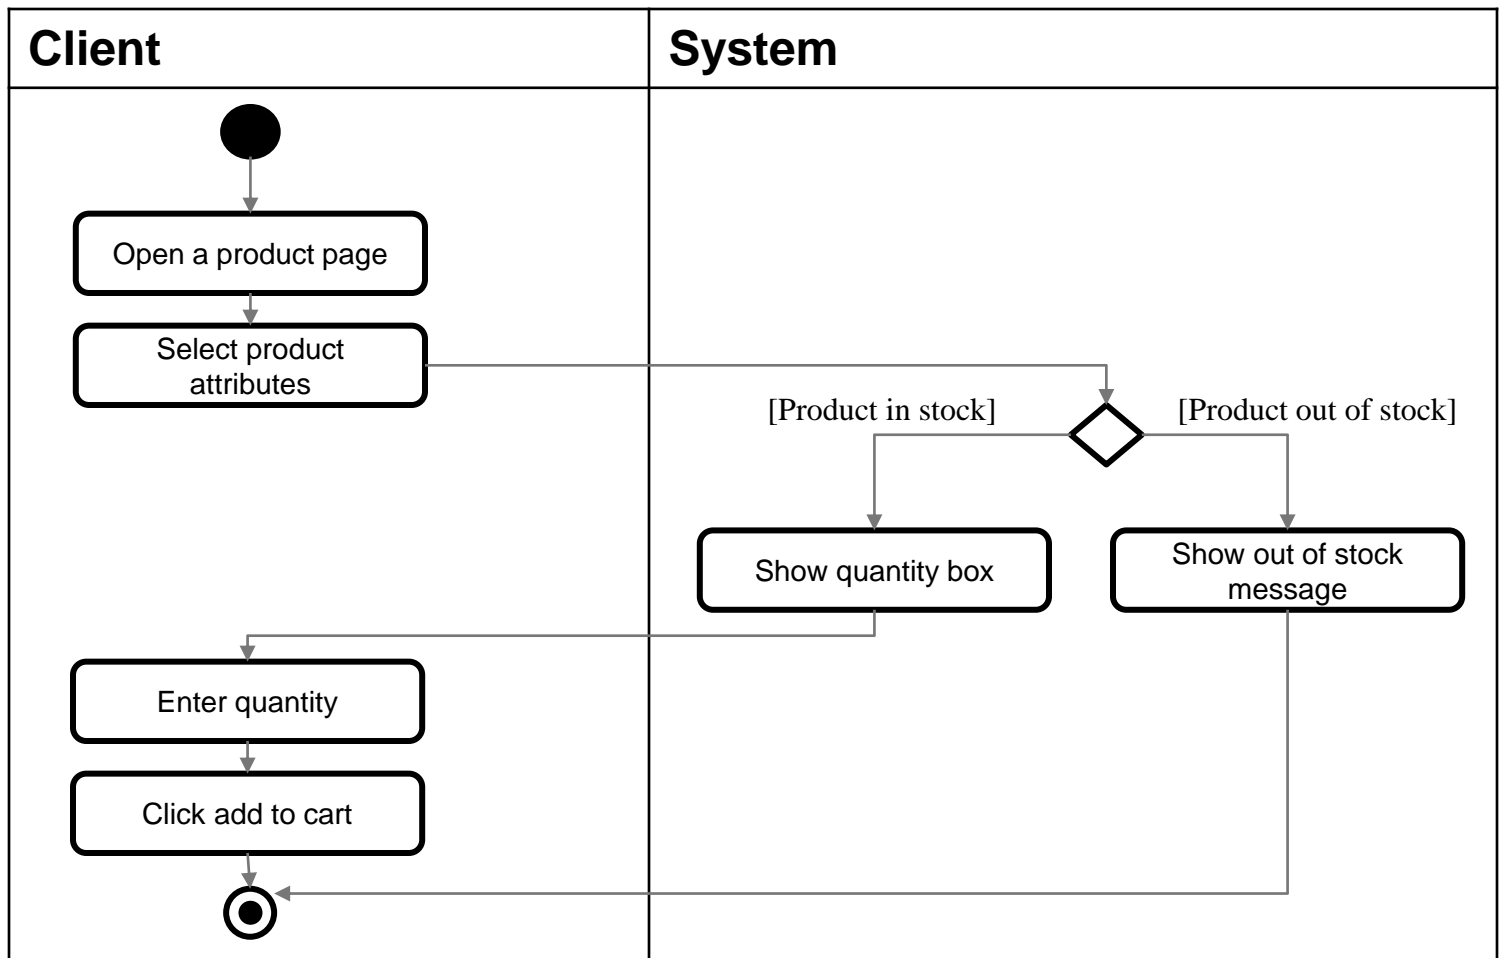 Client
System
Open a product page
Select product
attributes
[Product in stock]
[Product out of stock]
Show quantity box
Show out of stock
message
Enter quantity
Click add to cart